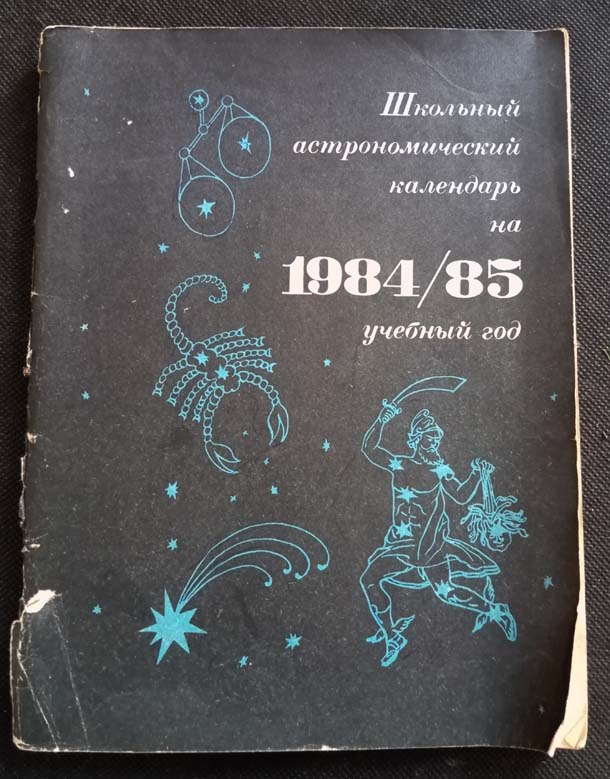 Школьный
астрономический
календарь
на
1984/85
учебный год